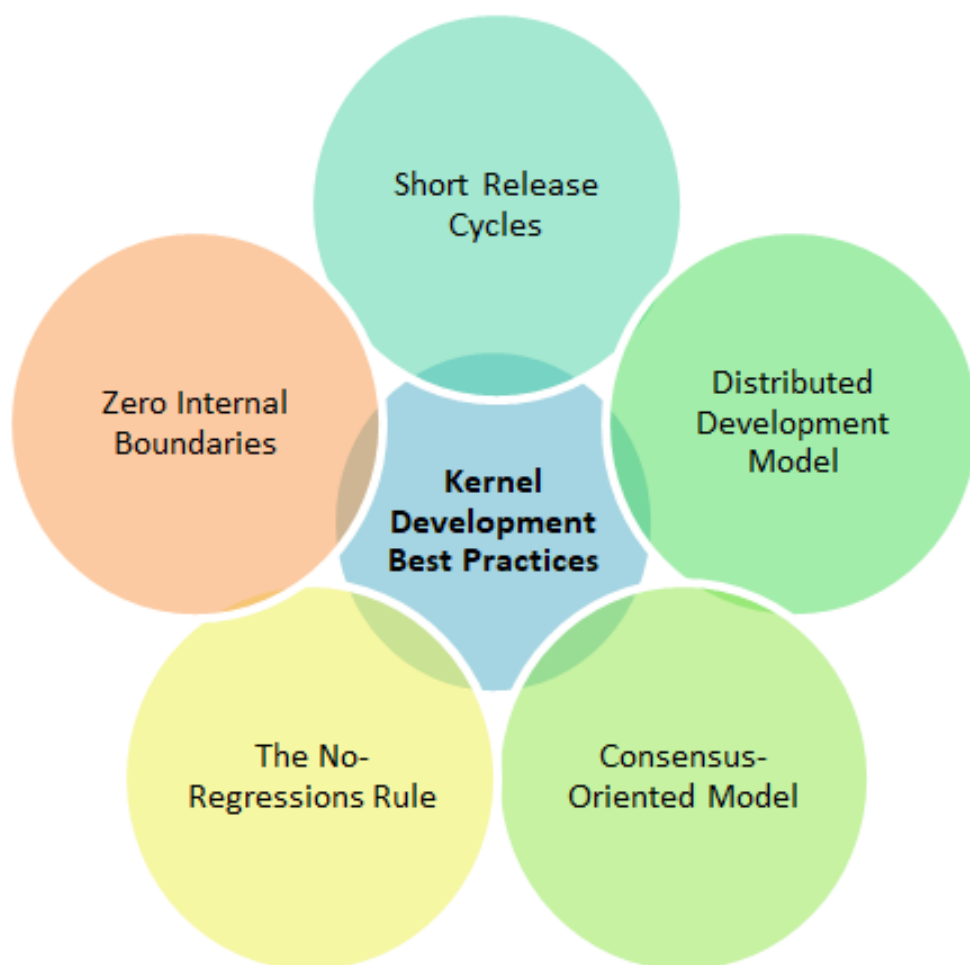 Short Release
Cycles
Zero Internal
Boundaries
Distributed
Development
Model
Kernel
Development
Best Practices
The No-
Regressions Rule
Consensus-
Oriented Model